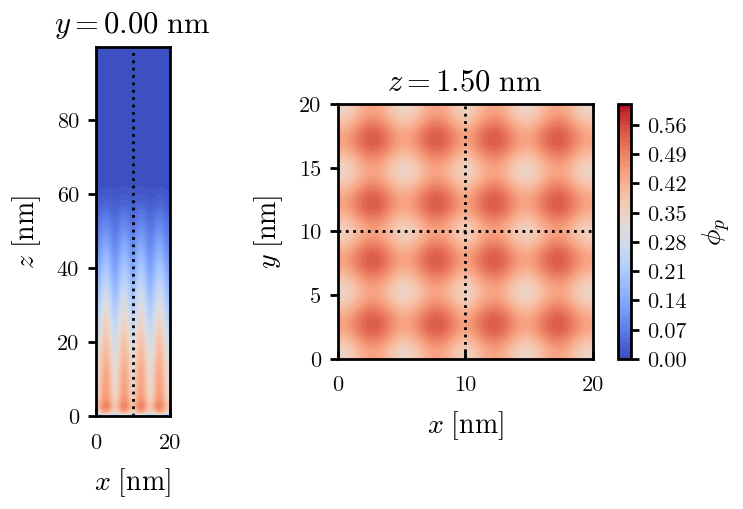 y = 0.00 nm
80
60
40
20
0
z [nm]
0 20
x [nm]
z = 1.50 nm
20
15
10
5
0
y [nm]
0 10 20
x [nm]
0.56
0.49
0.42
0.35
0.28
0.21
0.14
0.07
0.00
ϕp